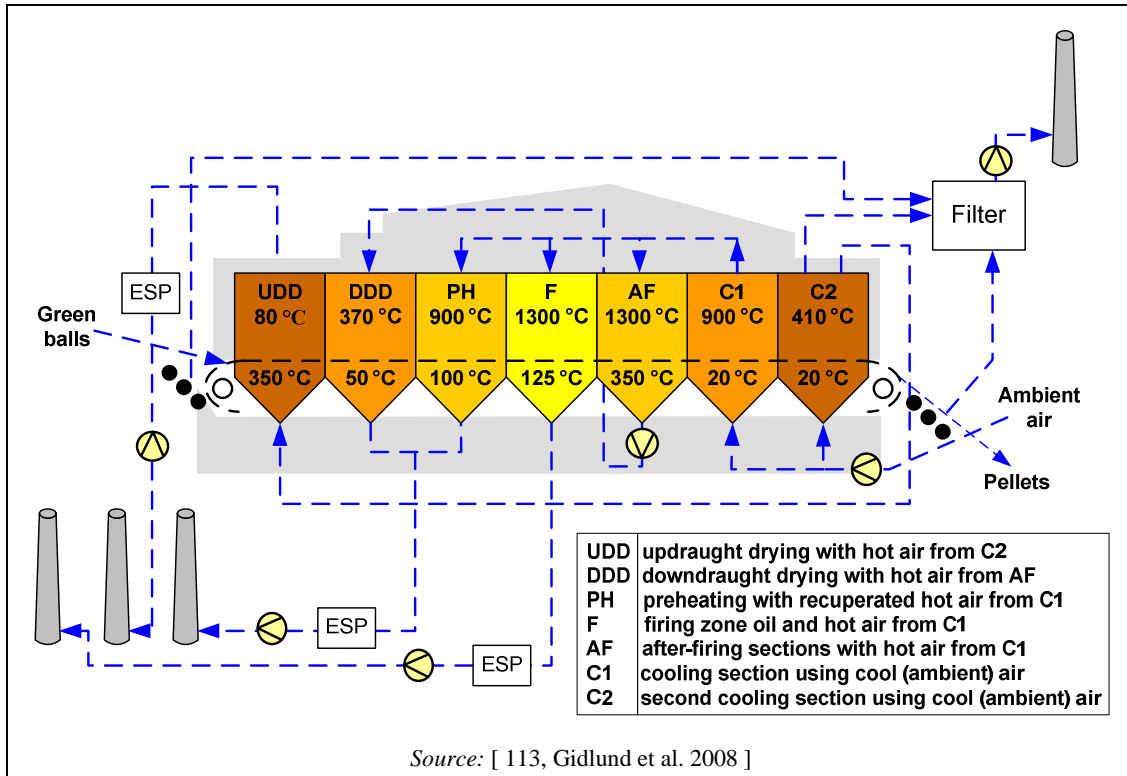 Filter
ESP
UDD DDD PH F AF C1 C2
80 °C 370 °C 900 °C 1300 °C 1300 °C 900 °C 410 °C
Green
balls
350 °C 50 °C 100 °C 125 °C 350 °C 20 °C 20 °C
Ambient
air
Pellets
ESP
ESP
UDD updraught drying with hot air from C2
DDD downdraught drying with hot air from AF
PH preheating with recuperated hot air from C1
F firing zone oil and hot air from C1
AF after-firing sections with hot air from C1
C1 cooling section using cool (ambient) air
C2 second cooling section using cool (ambient) air
Source: [ 113, Gidlund et al. 2008 ]